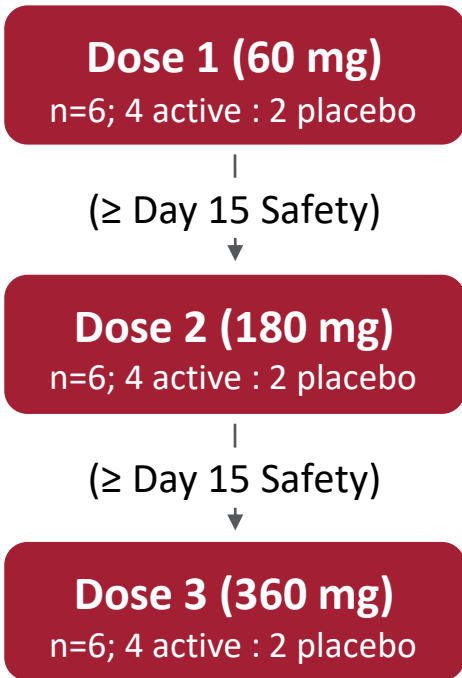 Dose 1 (60 mg)
n=6; 4 active : 2 placebo
(≥ Day 15 Safety)
Dose 2 (180 mg)
n=6; 4 active : 2 placebo
(≥ Day 15 Safety)
Dose 3 (360 mg)
n=6; 4 active : 2 placebo